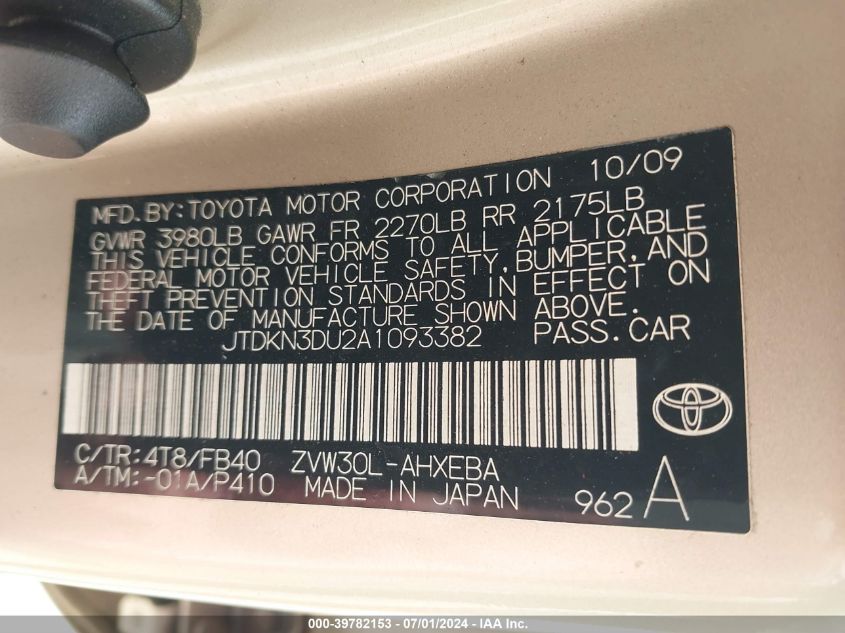 MFD. BY: TOYOTA MOTOR CORPORATION 10/09
GVWR 3980LB GAWR FR 2270LB RR 2175LB
THIS VEHICLE CONFORMS TO ALL APPLICABLE
FEDERAL MOTOR VEHICLE SAFETY, BUMPER, AND
THEFT PREVENTION STANDARDS IN EFFECT ON
THE DATE OF MANUFACTURE SHOWN ABOVE.
JTDKN3DU2A1093382 PASS. CAR
C/TR: 4T8/FB40 ZVW30L-AHXEBA
A/TM: -01A/P410 MADE IN JAPAN 962 A
000-39782153 - 07/01/2024 - IAA Inc.